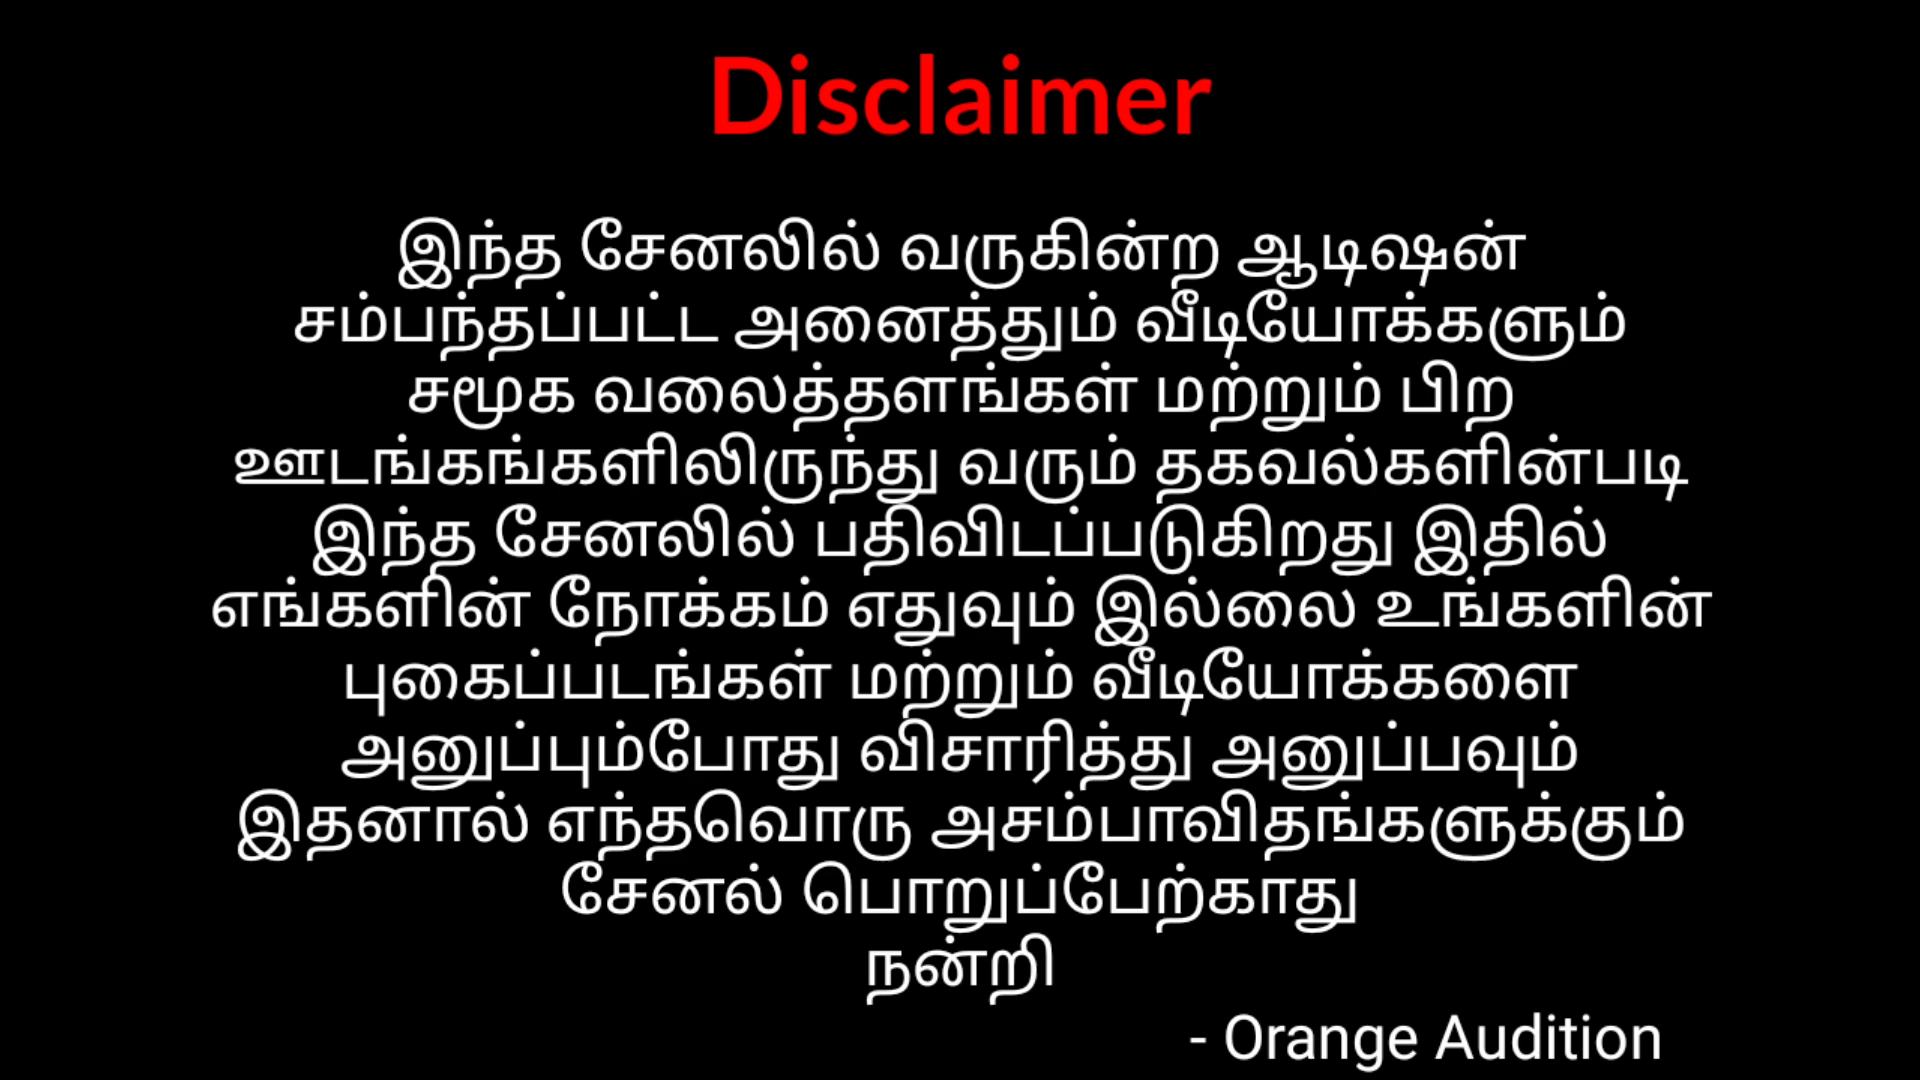 Disclaimer
இந்த சேனலில் வருகின்ற ஆடிஷன்
சம்பந்தப்பட்ட அனைத்தும் வீடியோக்களும்
சமூக வலைத்தளங்கள் மற்றும் பிற
ஊடங்கங்களிலிருந்து வரும் தகவல்களின்படி
இந்த சேனலில் பதிவிடப்படுகிறது இதில்
எங்களின் நோக்கம் எதுவும் இல்லை உங்களின்
புகைப்படங்கள் மற்றும் வீடியோக்களை
அனுப்பும்போது விசாரித்து அனுப்பவும்
இதனால் எந்தவொரு அசம்பாவிதங்களுக்கும்
சேனல் பொறுப்பேற்காது
நன்றி
- Orange Audition